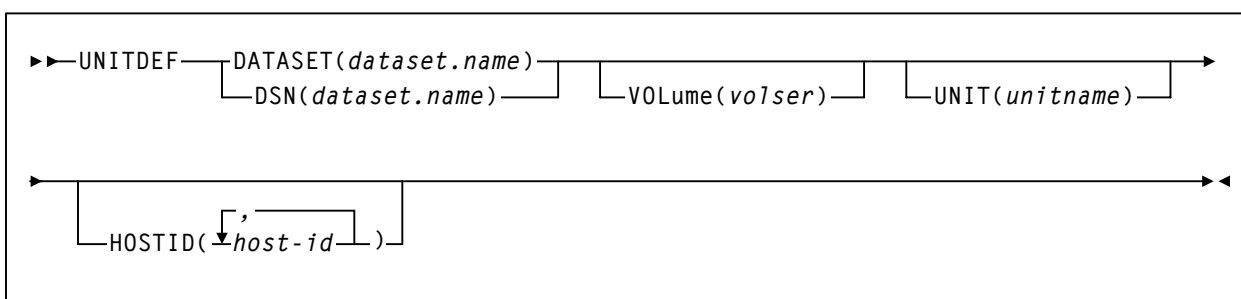 UNITDEF DATASET(dataset.name)
DSN(dataset.name) VOLume(volser) UNIT(unitname)
,
HOSTID( host-id )